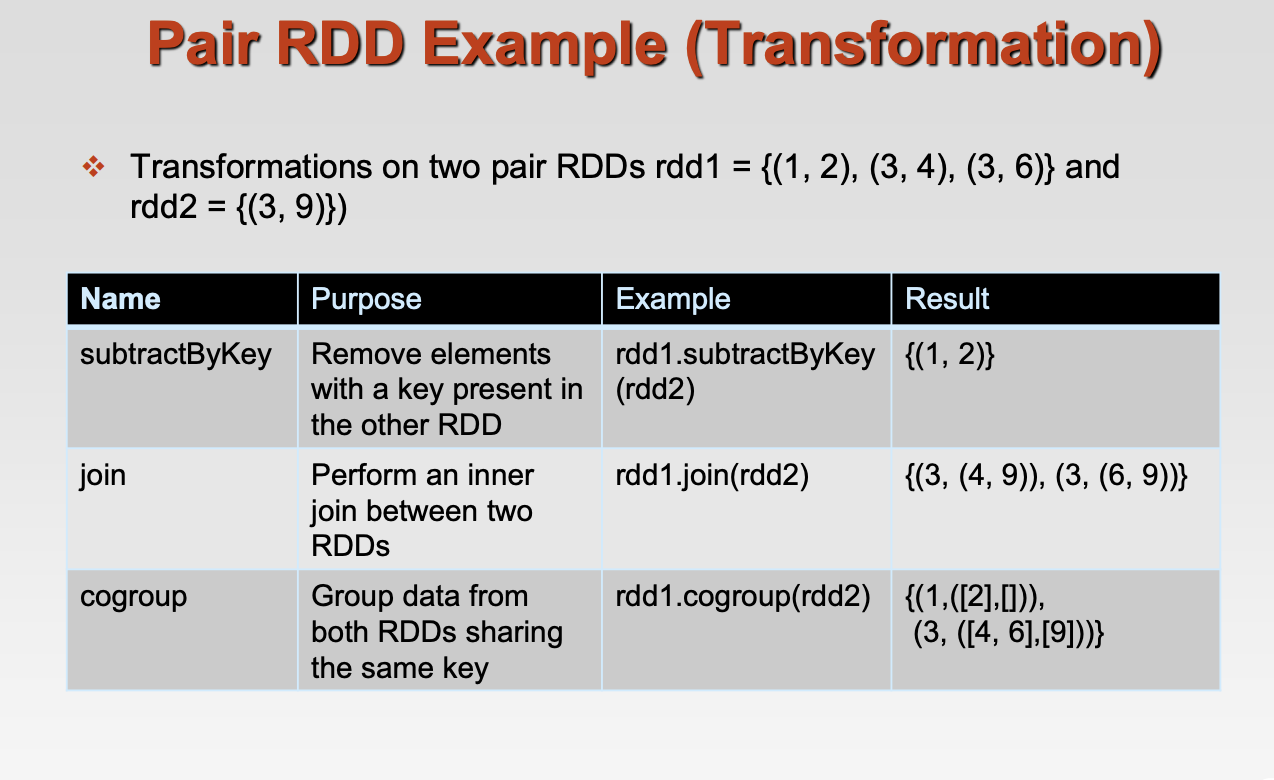 Pair RDD Example (Transformation)
❖ Transformations on two pair RDDs rdd1 = {(1, 2), (3, 4), (3, 6)} and
rdd2 = {(3, 9)})
Name Purpose Example Result
subtractByKey
Remove elements
with a key present in
the other RDD
rdd1.subtractByKey
(rdd2)
{(1, 2)}
join
Perform an inner
join between two
RDDs
rdd1.join(rdd2)
{(3, (4, 9)), (3, (6, 9))}
cogroup
Group data from
both RDDs sharing
the same key
rdd1.cogroup(rdd2)
{(1,([2],[])),
(3, ([4, 6],[9]))}